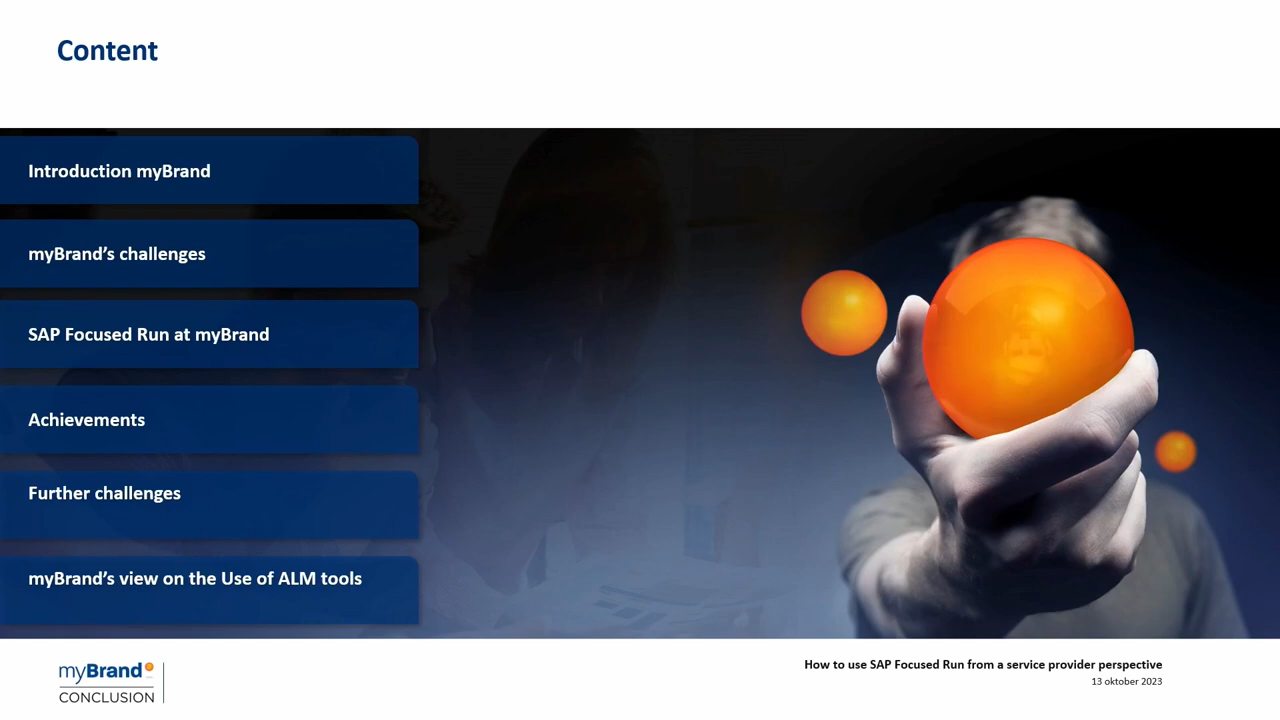 Content
Introduction myBrand
myBrand’s challenges
SAP Focused Run at myBrand
Achievements
Further challenges
myBrand’s view on the Use of ALM tools
myBrand
CONCLUSION
How to use SAP Focused Run from a service provider perspective
13 oktober 2023